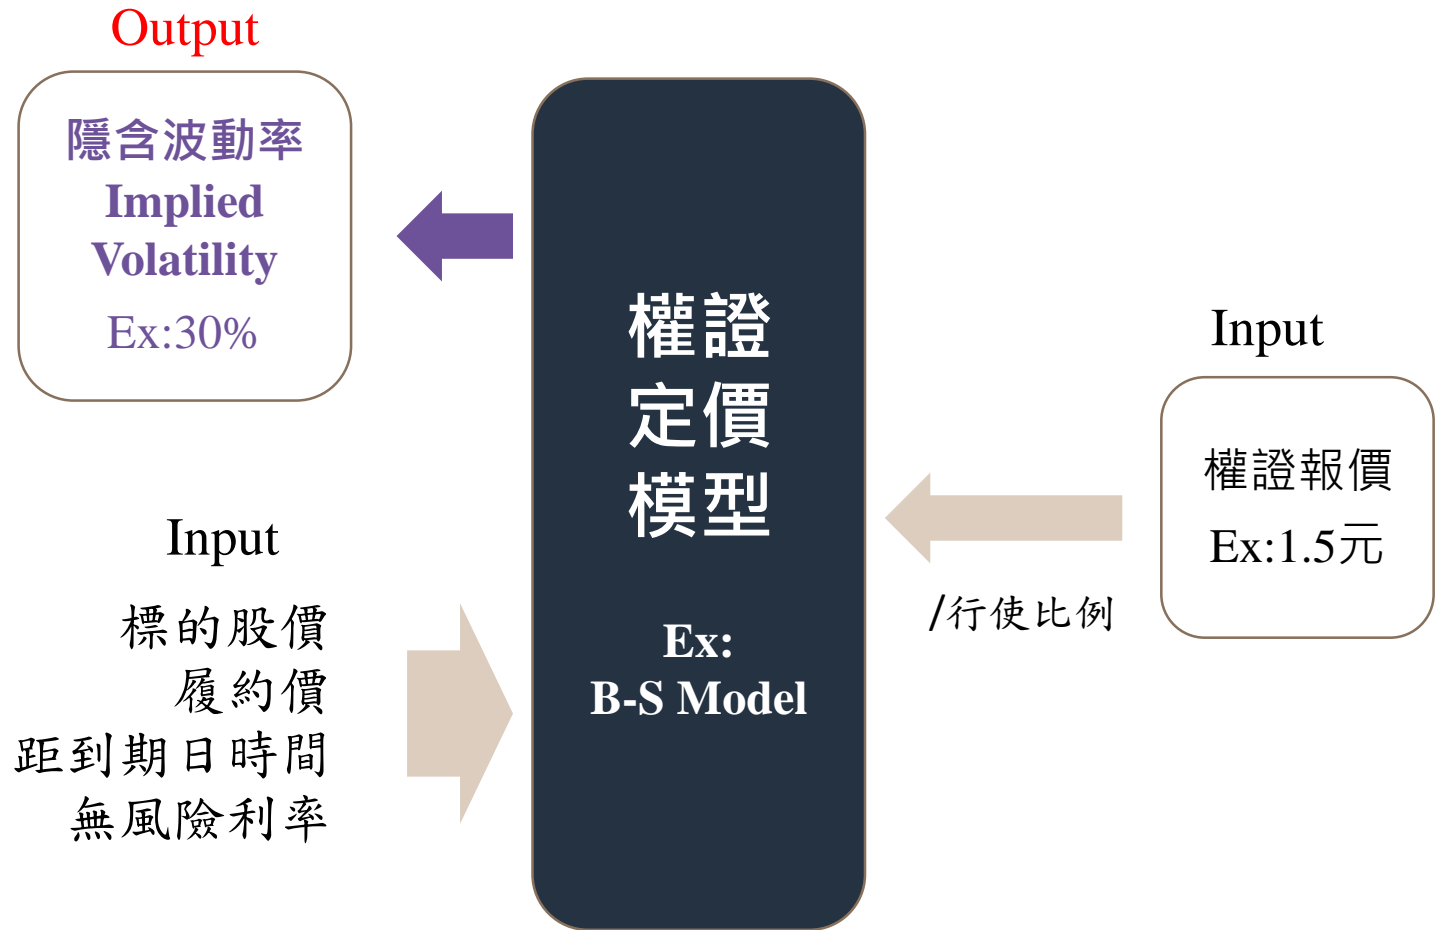 Output
隱含波動率
Implied
Volatility
Ex:30%
Input
標的股價
履約價
距到期日時間
無風險利率
權證
定價
模型
Ex:
B-S Model
Input
權證報價
Ex:1.5元
/行使比例